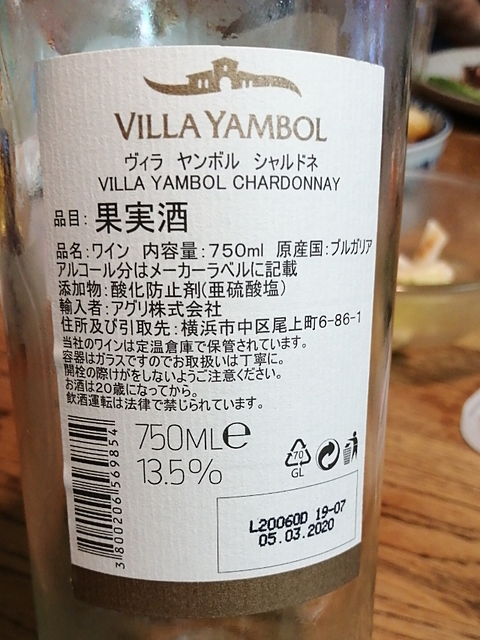 VILLA YAMBOL
ヴィラ ヤンボル シャルドネ
VILLA YAMBOL CHARDONNAY
品目: 果実酒
品名:ワイン 内容量:750ml 原産国:ブルガリア
アルコール分はメーカーラベルに記載
添加物:酸化防止剤(亜硫酸塩)
輸入者:アグリ株式会社
住所及び引取先:横浜市中区尾上町6-86-1
当社のワインは定温倉庫で保管されています。
容器はガラスですのでお取扱いは丁寧に。
開栓の際けがをしないようご注意ください。
お酒は20歳になってから。
飲酒運転は法律で禁じられています。
750MLe
13.5%
70
GL
L20060D 19-07
05.03.2020
3800206569854